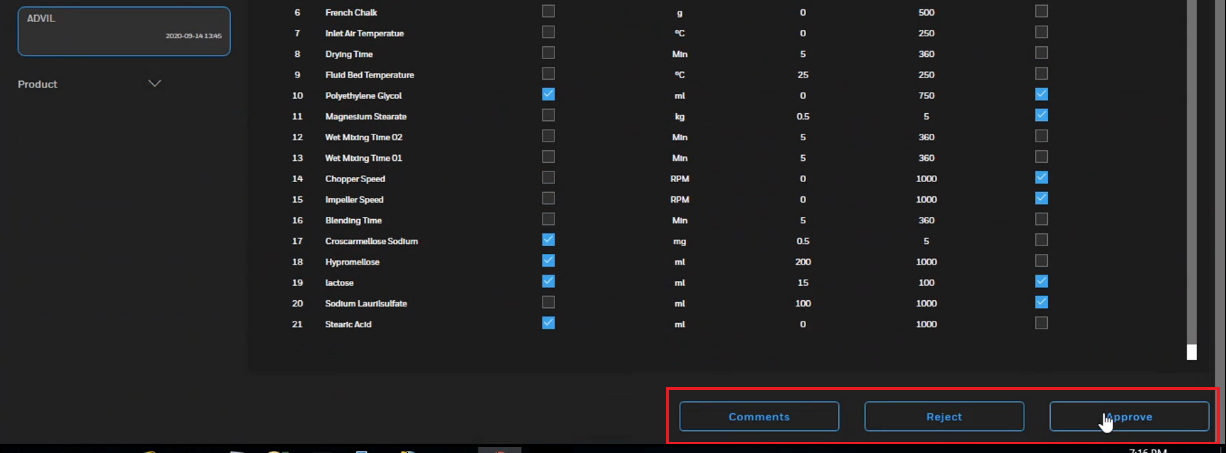 ADVIL
2020-09-14 13:45
Product
6 French Chalk g 0 500
7 Inlet Air Temperatue ºC 0 250
8 Drying Time Min 5 360
9 Fluid Bed Temperature ºC 25 250
10 Polyethylene Glycol ml 0 750
11 Magnesium Stearate kg 0.5 5
12 Wet Mixing Time 02 Min 5 360
13 Wet Mixing Time 01 Min 5 360
14 Chopper Speed RPM 0 1000
15 Impeller Speed RPM 0 1000
16 Blending Time Min 5 360
17 Croscarmellose Sodium mg 0.5 5
18 Hypromellose ml 200 1000
19 lactose ml 15 100
20 Sodium Laurilsulfate ml 100 1000
21 Stearic Acid ml 0 1000
Comments Reject Approve
7:16 PM